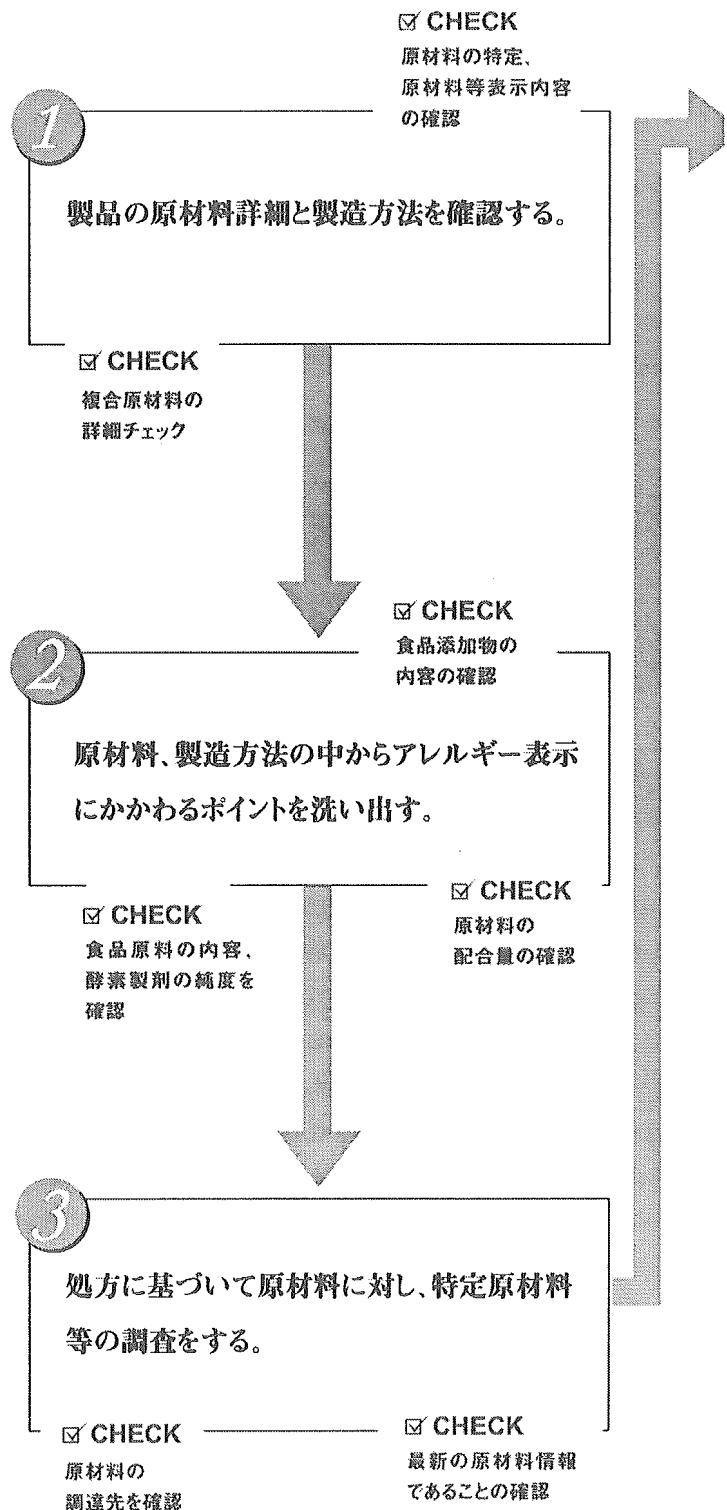 ☑ CHECK
原材料の特定、
原材料等表示内容
の確認
1
製品の原材料詳細と製造方法を確認する。
☑ CHECK
複合原材料の
詳細チェック
☑ CHECK
食品添加物の
内容の確認
2
原材料、製造方法の中からアレルギー表示
にかかわるポイントを洗い出す。
☑ CHECK
食品原料の内容、
酵素製剤の純度を
確認
☑ CHECK
原材料の
配合量の確認
3
処方に基づいて原材料に対し、特定原材料
等の調査をする。
☑ CHECK
原材料の
調達先を確認
☑ CHECK
最新の原材料情報
であることの確認